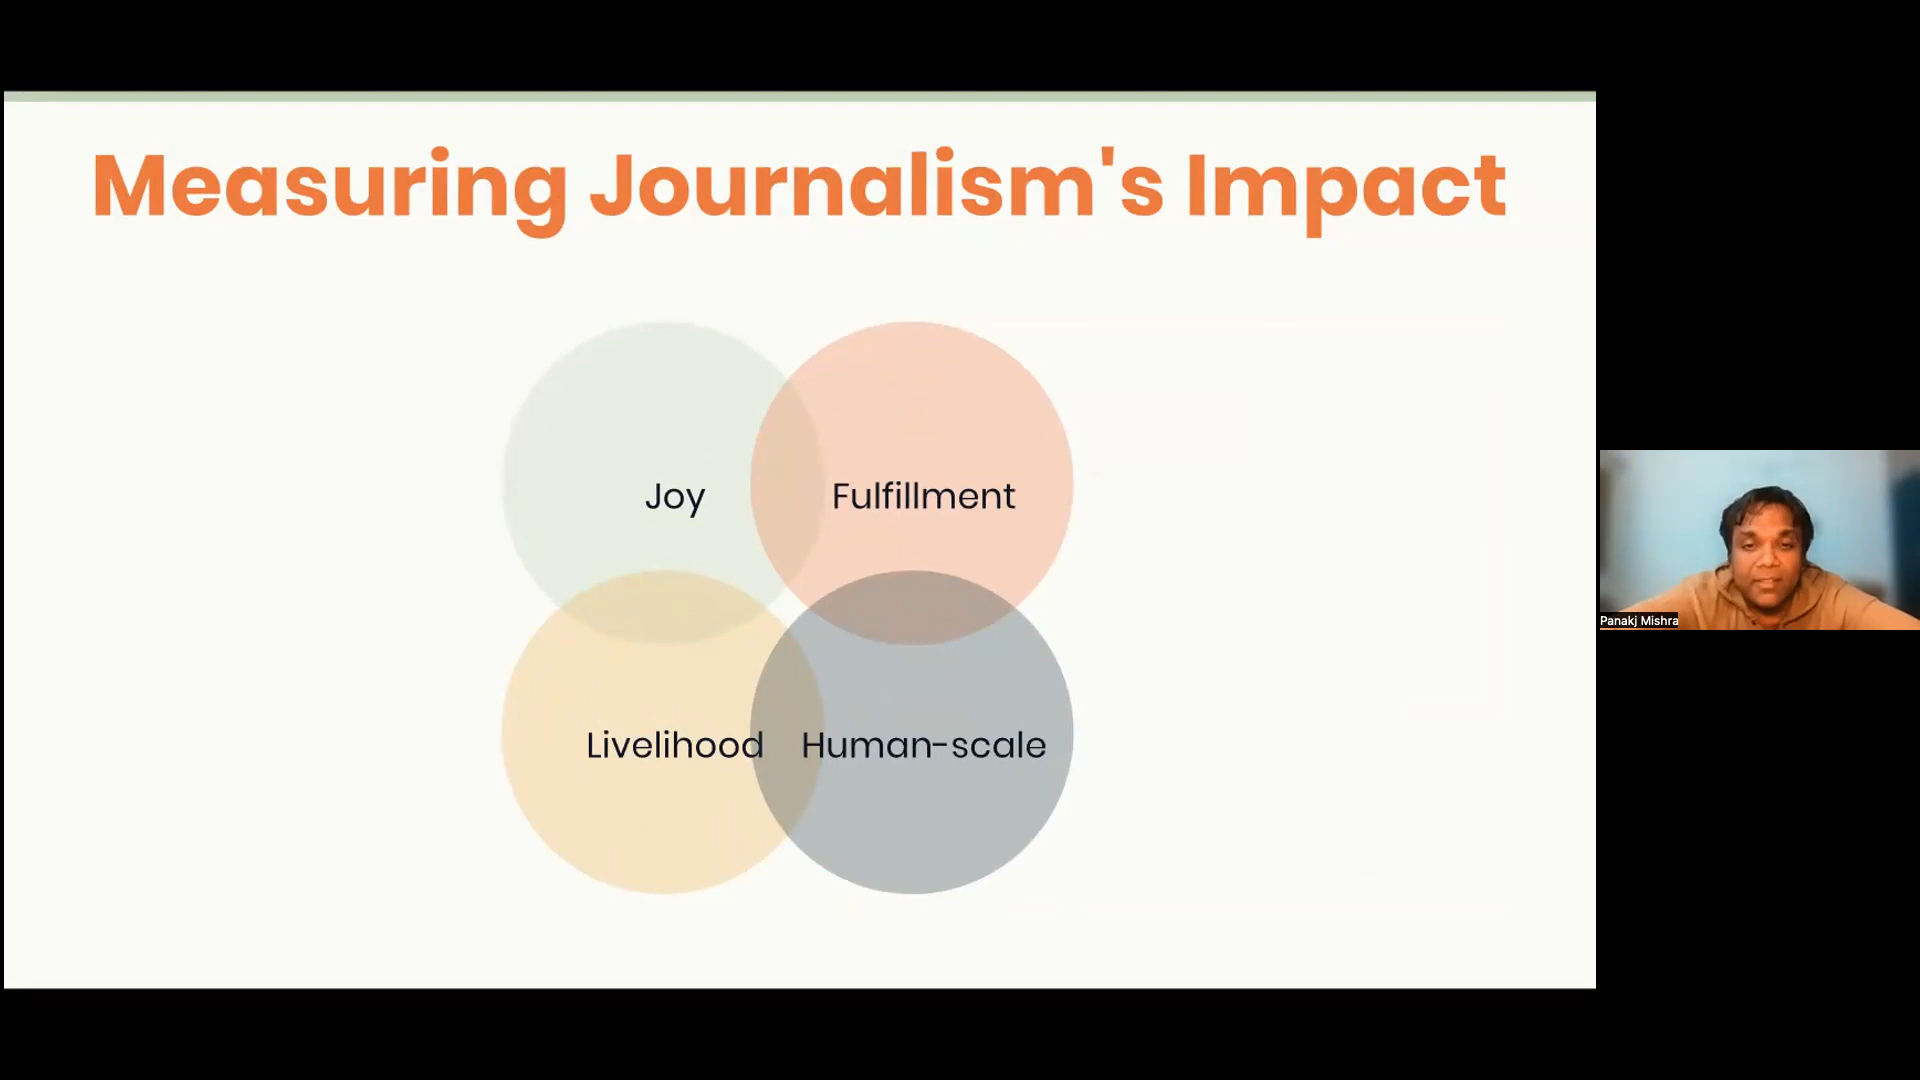 Measuring Journalism's Impact
Joy
Fulfillment
Livelihood
Human-scale
Panakj Mishra